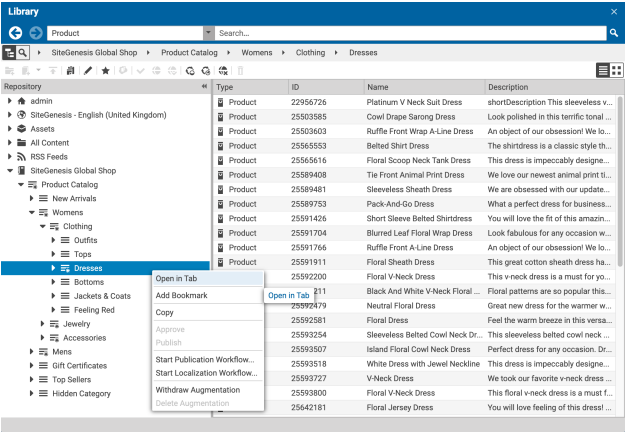 Library
Product
Search...
SiteGenesis Global Shop Product Catalog Womens Clothing Dresses
Repository
admin
SiteGenesis - English (United Kingdom)
Assets
All Content
RSS Feeds
SiteGenesis Global Shop
Product Catalog
New Arrivals
Womens
Clothing
Outfits
Tops
Dresses
Bottoms
Jackets & Coats
Feeling Red
Jewelry
Accessories
Mens
Gift Certificates
Top Sellers
Hidden Category
Open in Tab
Add Bookmark
Copy
Approve
Publish
Start Publication Workflow...
Start Localization Workflow...
Withdraw Augmentation
Delete Augmentation
Open in Tab
Type ID Name Description
Product 22956726 Platinum V Neck Suit Dress shortDescription This sleeveless v...
Product 25503585 Cowl Drape Sarong Dress Look polished in this terrific tonal ...
Product 25503603 Ruffle Front Wrap A-Line Dress An object of our obsession! We lo...
Product 25565553 Belted Shirt Dress The shirtdress is a classic style th...
Product 25565616 Floral Scoop Neck Tank Dress This dress is impeccably designe...
Product 25589408 Tie Front Animal Print Dress We love our newest animal print ti...
Product 25589481 Sleeveless Sheath Dress We are obsessed with our update...
Product 25589753 Pack-And-Go Dress What a perfect dress for business...
Product 25591426 Short Sleeve Belted Shirtdress You will love the fit of this amazin...
Product 25591704 Blurred Leaf Floral Wrap Dress Look fabulous for any occasion w...
Product 25591766 Ruffle Front A-Line Dress An object of our obsession! We lo...
Product 25591911 Floral Sheath Dress This great cotton sheath dress ha...
25592200 Floral V-Neck Dress This v-neck dress is a must for yo...
211 Black And White V-Neck Floral ... Floral patterns are so popular this...
25592479 Neutral Floral Dress Great new dress for the warmer w...
25592581 Floral Dress Feel the warm breeze in this versa...
25593254 Sleeveless Belted Cowl Neck Dr... This sleeveless belted cowl neck ...
25593507 Island Floral Cowl Neck Dress Perfect dress for any occasion. Dr...
25593518 White Dress with Jewel Neckline This dress is impeccably designe...
25593727 V-Neck Dress We took our favorite v-neck dress ...
25593800 Floral V-Neck Dress This floral v-neck dress is a must f...
25642181 Floral Jersey Dress You will love feeling of this dress! ...